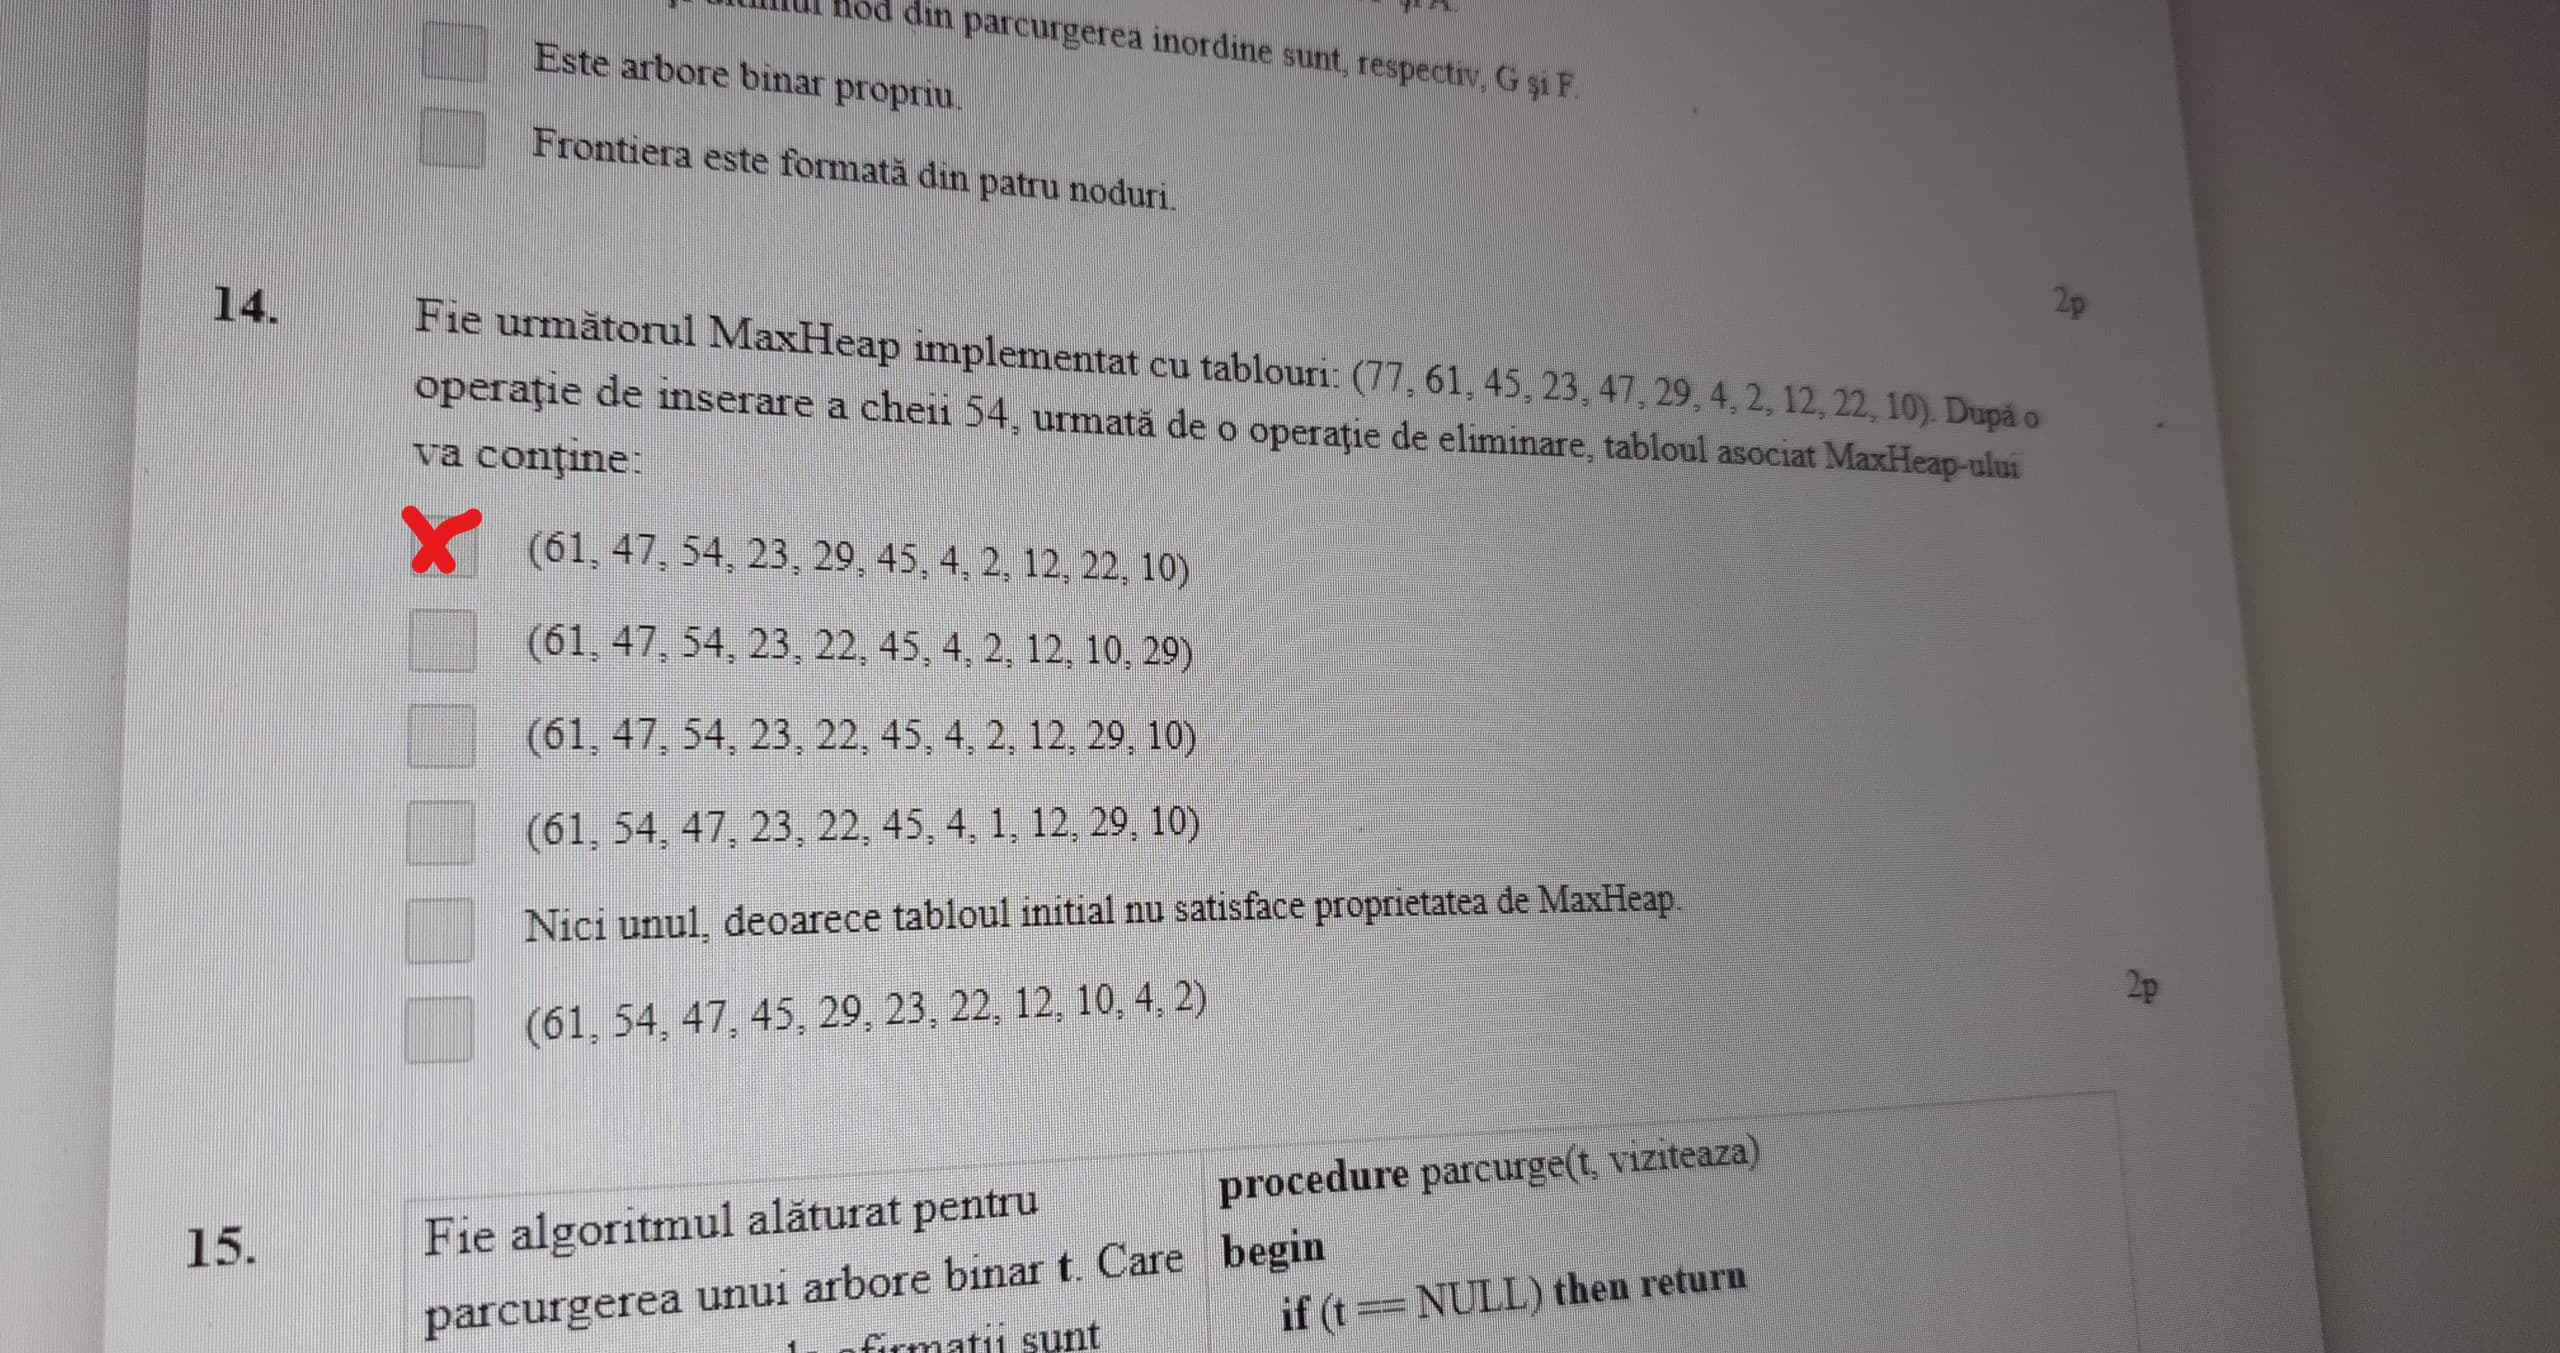 nod din parcurgerea inordine sunt, respectiv, G şi F.
Este arbore binar propriu.
Frontiera este formată din patru noduri.
2p
14.
Fie următorul MaxHeap implementat cu tablouri: (77, 61, 45, 23, 47, 29, 4, 2, 12, 22, 10). După o
operaţie de inserare a cheii 54, urmată de o operaţie de eliminare, tabloul asociat MaxHeap-ului
va conţine:
(61, 47, 54, 23, 29, 45, 4, 2, 12, 22, 10)
(61, 47, 54, 23, 22, 45, 4, 2, 12, 10, 29)
(61, 47, 54, 23, 22, 45, 4, 2, 12, 29, 10)
(61, 54, 47, 23, 22, 45, 4, 1, 12, 29, 10)
Nici unul, deoarece tabloul initial nu satisface proprietatea de MaxHeap.
(61, 54, 47, 45, 29, 23, 22, 12, 10, 4, 2)
2p
15.
Fie algoritmul alăturat pentru
parcurgerea unui arbore binar t. Care
sunt
procedure parcurge(t, viziteaza)
begin
if (t == NULL) then return